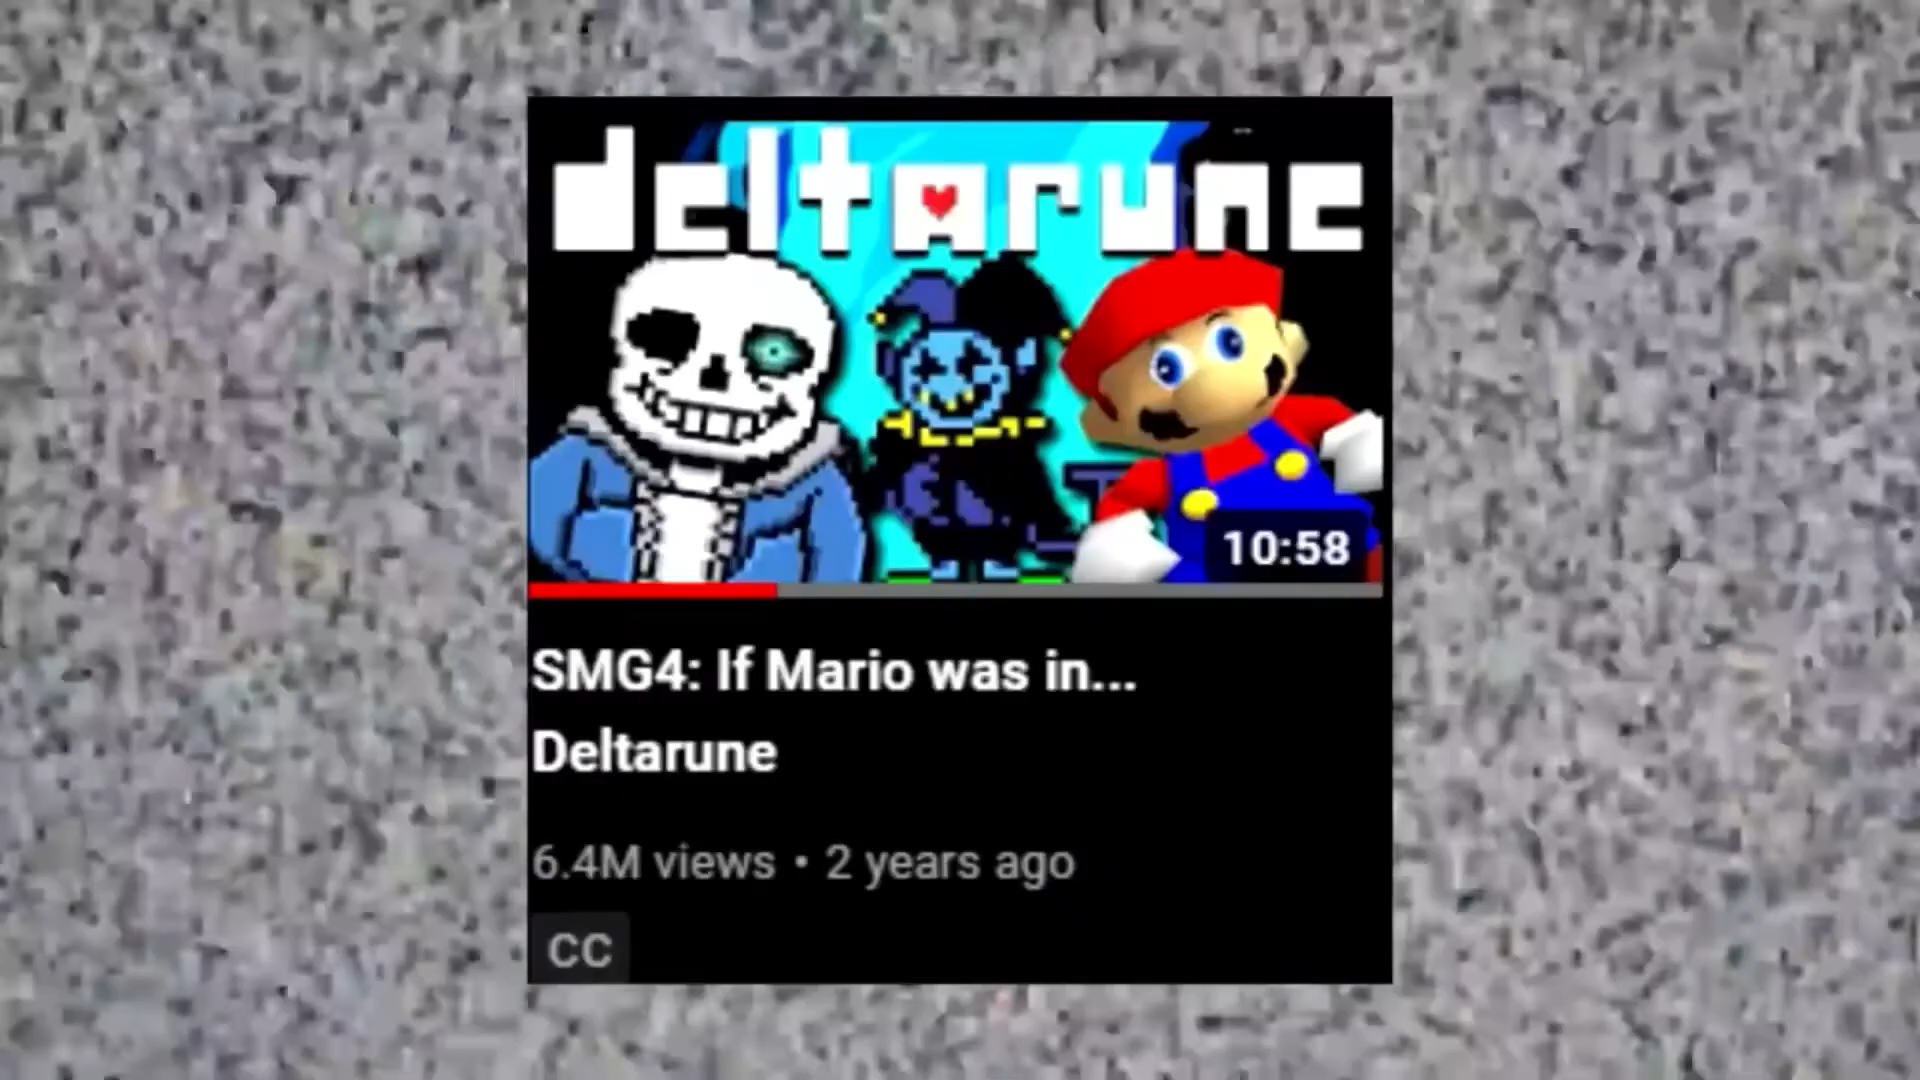 deltarune
10:58
SMG4: If Mario was in...
Deltarune
6.4M views • 2 years ago
CC